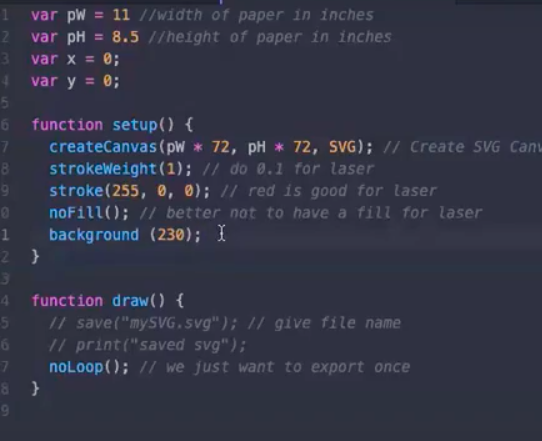 1 var pW = 11 //width of paper in inches
2 var pH = 8.5 //height of paper in inches
3 var x = 0;
4 var y = 0;
5
6 function setup() {
7 createCanvas(pW * 72, pH * 72, SVG); // Create SVG Canv
8 strokeWeight(1); // do 0.1 for laser
9 stroke(255, 0, 0); // red is good for laser
0 noFill(); // better not to have a fill for laser
1 background (230);
2 }
3
4 function draw() {
5 // save("mySVG.svg"); // give file name
6 // print("saved svg");
7 noLoop(); // we just want to export once
8 }
9